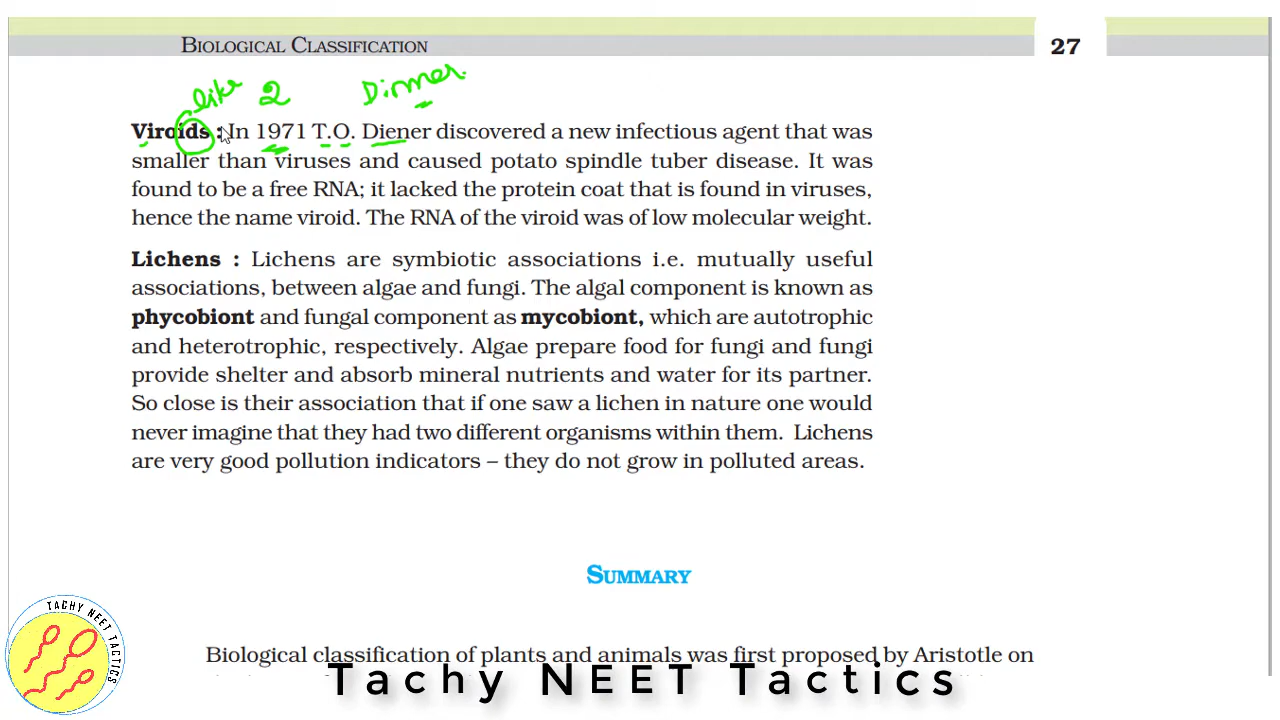 BIOLOGICAL CLASSIFICATION 27
like 2 Dinner
Viroids : In 1971 T.O. Diener discovered a new infectious agent that was
smaller than viruses and caused potato spindle tuber disease. It was
found to be a free RNA; it lacked the protein coat that is found in viruses,
hence the name viroid. The RNA of the viroid was of low molecular weight.
Lichens : Lichens are symbiotic associations i.e. mutually useful
associations, between algae and fungi. The algal component is known as
phycobiont and fungal component as mycobiont, which are autotrophic
and heterotrophic, respectively. Algae prepare food for fungi and fungi
provide shelter and absorb mineral nutrients and water for its partner.
So close is their association that if one saw a lichen in nature one would
never imagine that they had two different organisms within them. Lichens
are very good pollution indicators – they do not grow in polluted areas.
SUMMARY
Biological classification of plants and animals was first proposed by Aristotle on
TACHY NEET TACTICS
Tachy NEET Tactics